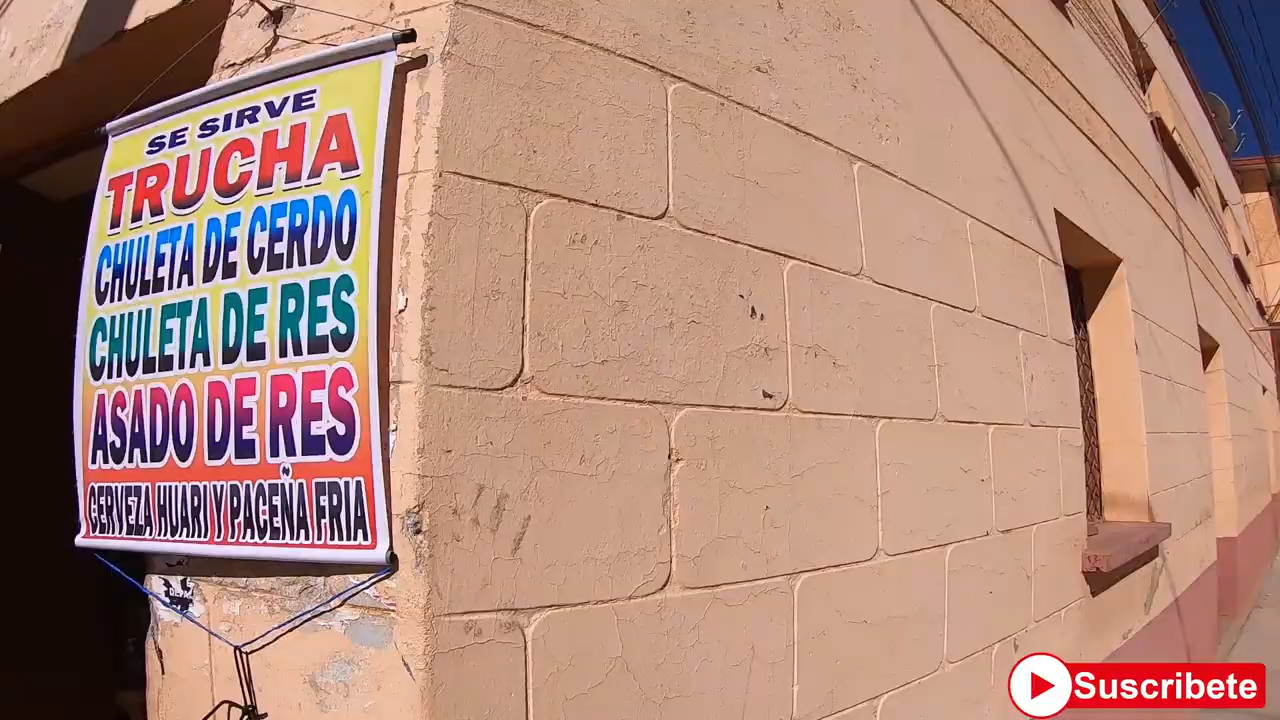 SE SIRVE
TRUCHA
CHULETA DE CERDO
CHULETA DE RES
ASADO DE RES
CERVEZA HUARI Y PACEÑA FRIA
Suscribete